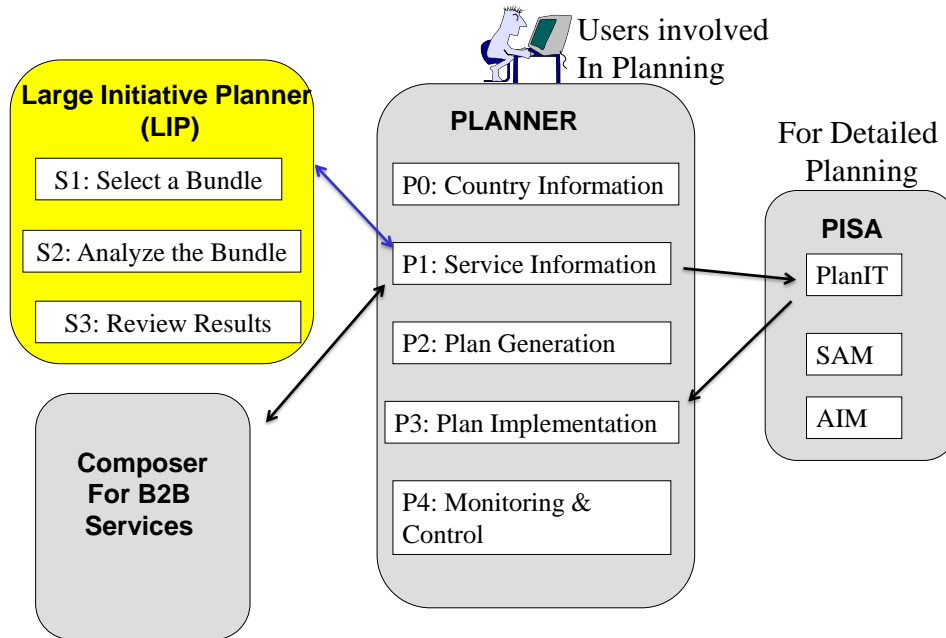 Users involved
In Planning
Large Initiative Planner
(LIP)
S1: Select a Bundle
S2: Analyze the Bundle
S3: Review Results
PLANNER
P0: Country Information
P1: Service Information
P2: Plan Generation
P3: Plan Implementation
P4: Monitoring &
Control
For Detailed
Planning
PISA
PlanIT
SAM
AIM
Composer
For B2B
Services